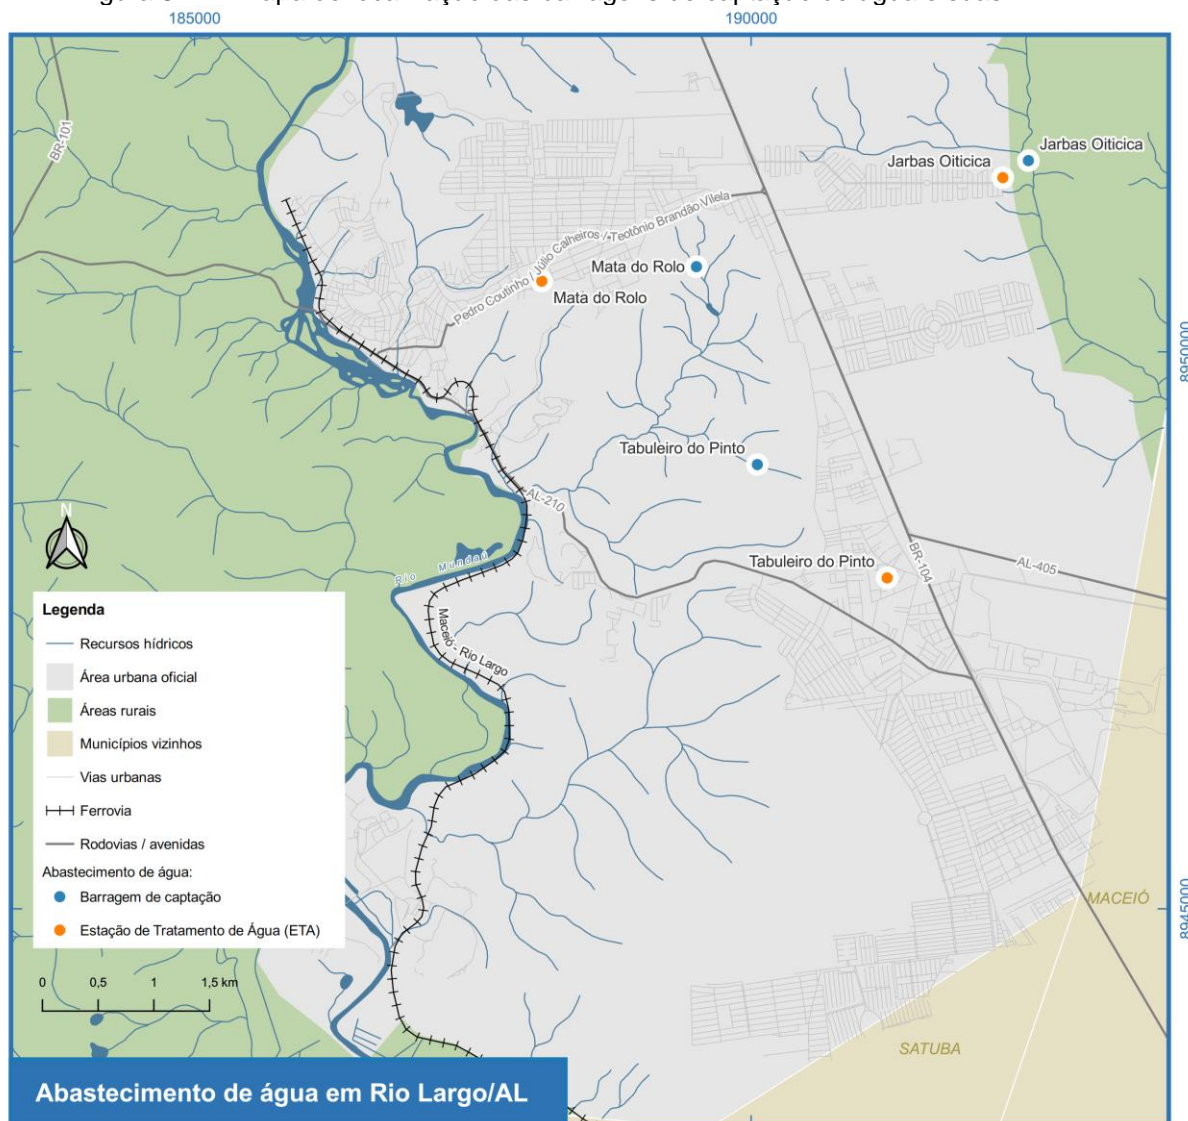 185000
190000
BR-101
Jarbas Oiticica
Jarbas Oiticica
Pedro Coutinho / Júlio Calheiros / Teotônio Brandão Vilela
Mata do Rolo
Mata do Rolo
8950000
Tabuleiro do Pinto
AL-210
N
Rio Mundaú
Tabuleiro do Pinto
BR-104
AL-405
Maceió - Rio Largo
Legenda
Recursos hídricos
Área urbana oficial
Áreas rurais
Municípios vizinhos
Vias urbanas
Ferrovia
Rodovias / avenidas
Abastecimento de água:
Barragem de captação
Estação de Tratamento de Água (ETA)
MACEIÓ
8945000
0 0,5 1 1,5 km
SATUBA
Abastecimento de água em Rio Largo/AL